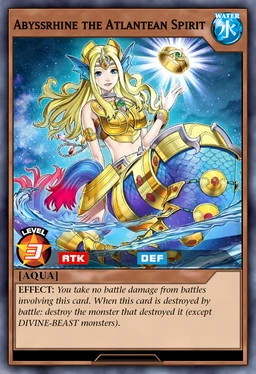 Abyssrhine the Atlantean Spirit
WATER
水
LEVEL
3
ATK DEF
[AQUA]
EFFECT: You take no battle damage from battles
involving this card. When this card is destroyed by
battle: destroy the monster that destroyed it (except
DIVINE-BEAST monsters).